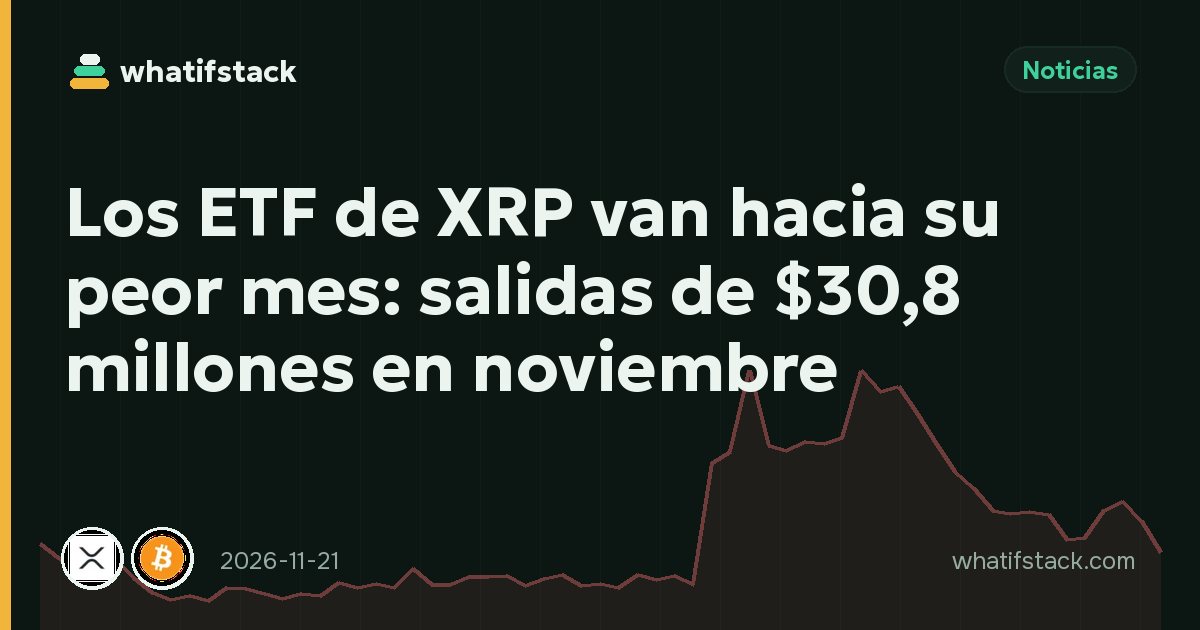 whatifstack
Noticias
Los ETF de XRP van hacia su
peor mes: salidas de $30,8
millones en noviembre
2026-11-21
whatifstack.com